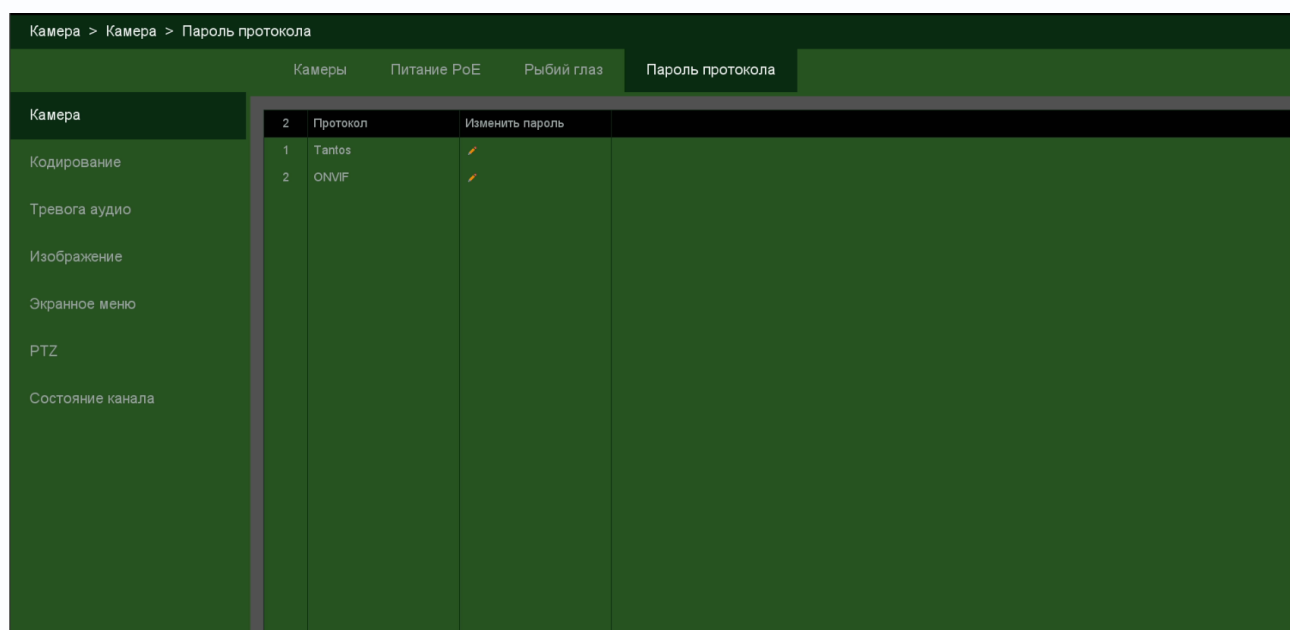 Камера > Камера > Пароль протокола
Камеры Питание PoE Рыбий глаз Пароль протокола
Камера
Кодирование
Тревога аудио
Изображение
Экранное меню
PTZ
Состояние канала
2 Протокол Изменить пароль
1 Tantos
2 ONVIF